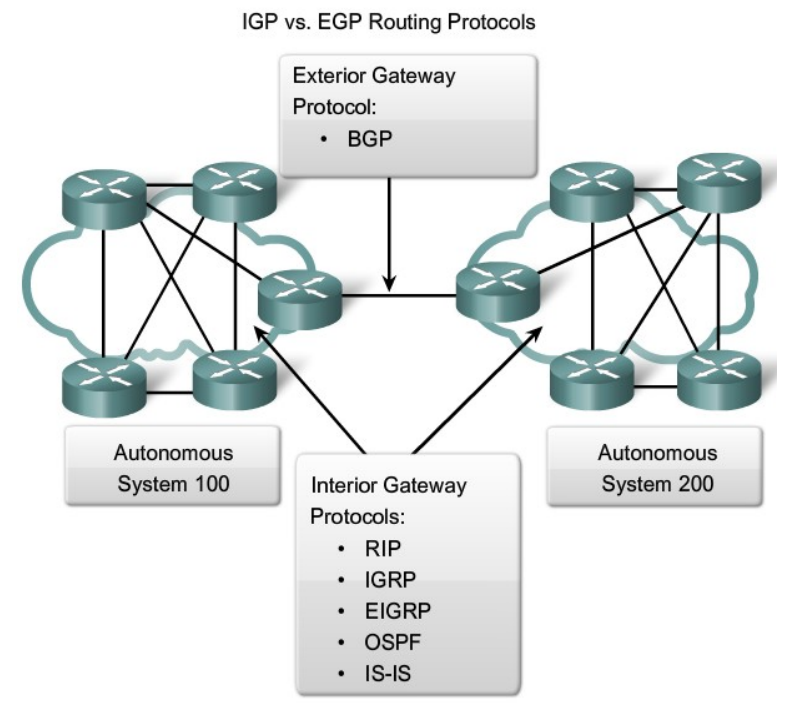 IGP vs. EGP Routing Protocols
Exterior Gateway
Protocol:
• BGP
Autonomous
System 100
Autonomous
System 200
Interior Gateway
Protocols:
• RIP
• IGRP
• EIGRP
• OSPF
• IS-IS